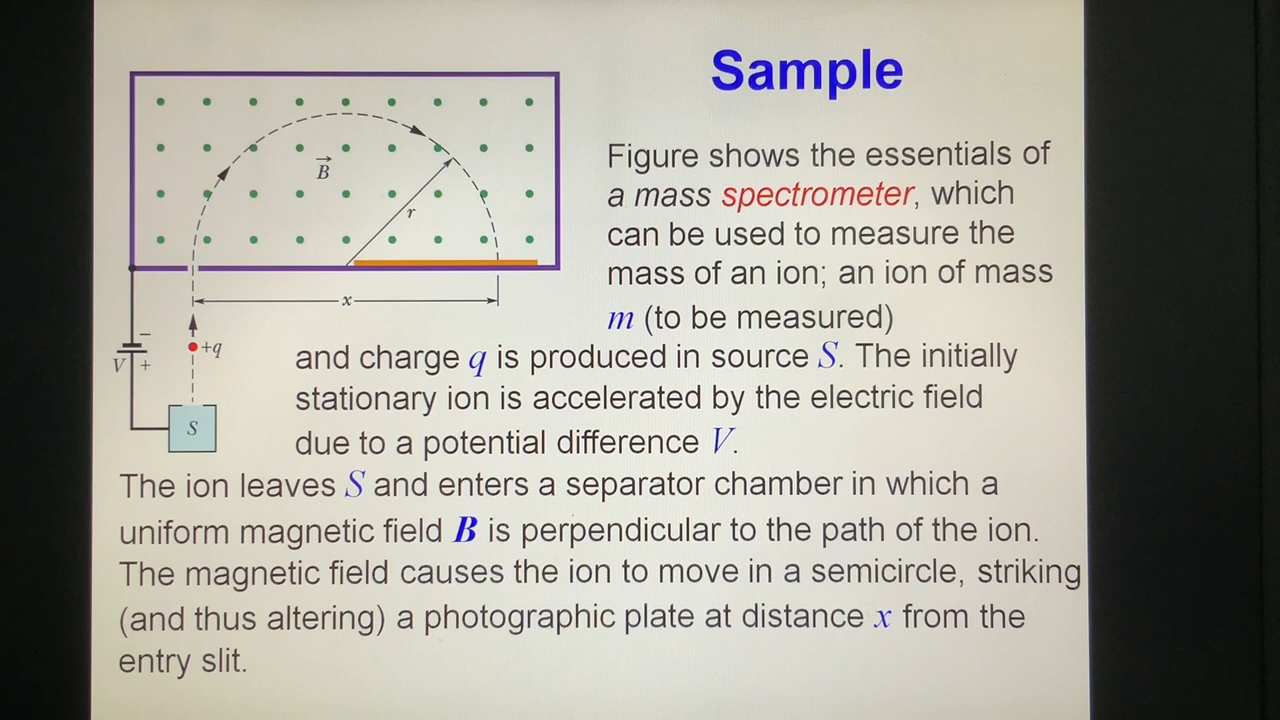 Sample
B
r
x
V
−
+
+q
S
Figure shows the essentials of
a mass spectrometer, which
can be used to measure the
mass of an ion; an ion of mass
m (to be measured)
and charge q is produced in source S. The initially
stationary ion is accelerated by the electric field
due to a potential difference V.
The ion leaves S and enters a separator chamber in which a
uniform magnetic field B is perpendicular to the path of the ion.
The magnetic field causes the ion to move in a semicircle, striking
(and thus altering) a photographic plate at distance x from the
entry slit.